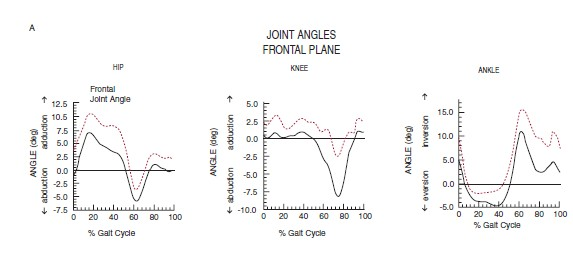 A
JOINT ANGLES
FRONTAL PLANE
HIP
KNEE
ANKLE
Frontal
Joint Angle
ANGLE (deg)
← abduction adduction →
12.5
10.0
7.5
5.0
2.5
0.0
-2.5
-5.0
-7.5
0 20 40 60 80 100
% Gait Cycle
ANGLE (deg)
← abduction adduction →
5.0
2.5
0.0
-2.5
-5.0
-7.5
-10.0
0 20 40 60 80 100
% Gait Cycle
ANGLE (deg)
← eversion inversion →
15.0
10.0
5.0
0.0
-5.0
0 20 40 60 80 100
% Gait Cycle